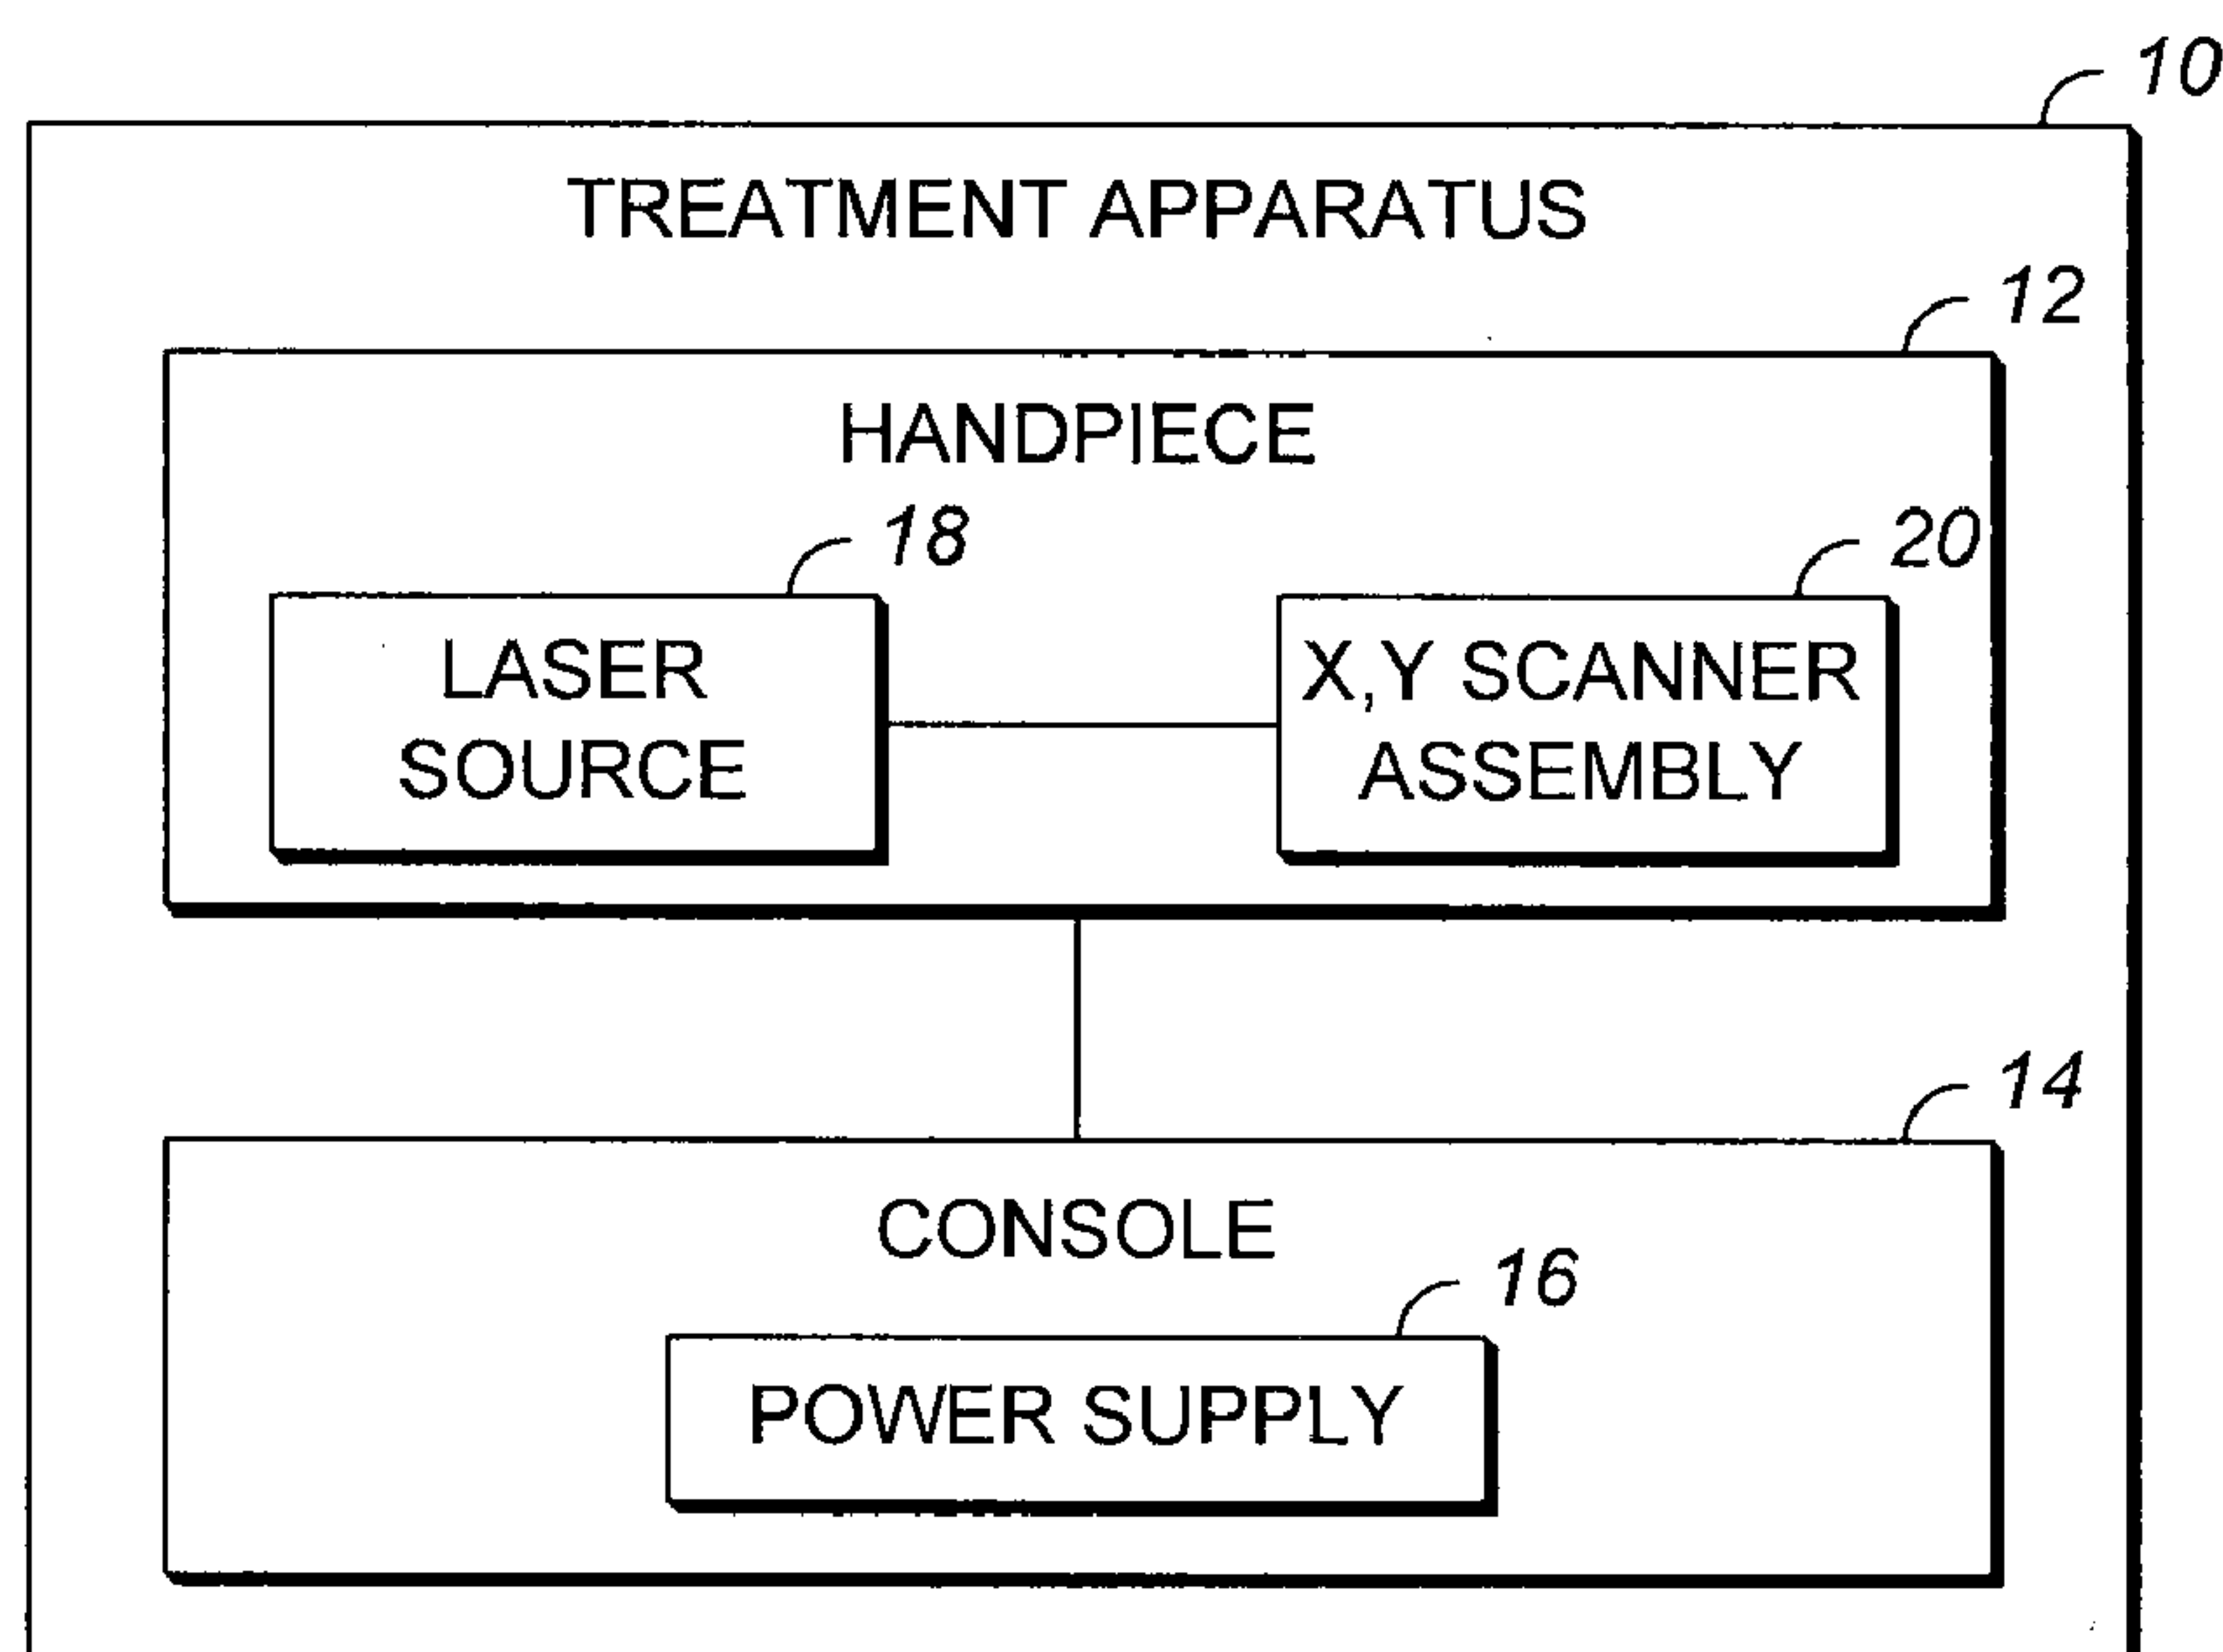 10
TREATMENT APPARATUS
12
HANDPIECE
18
20
LASER
SOURCE
X,Y SCANNER
ASSEMBLY
14
CONSOLE
16
POWER SUPPLY